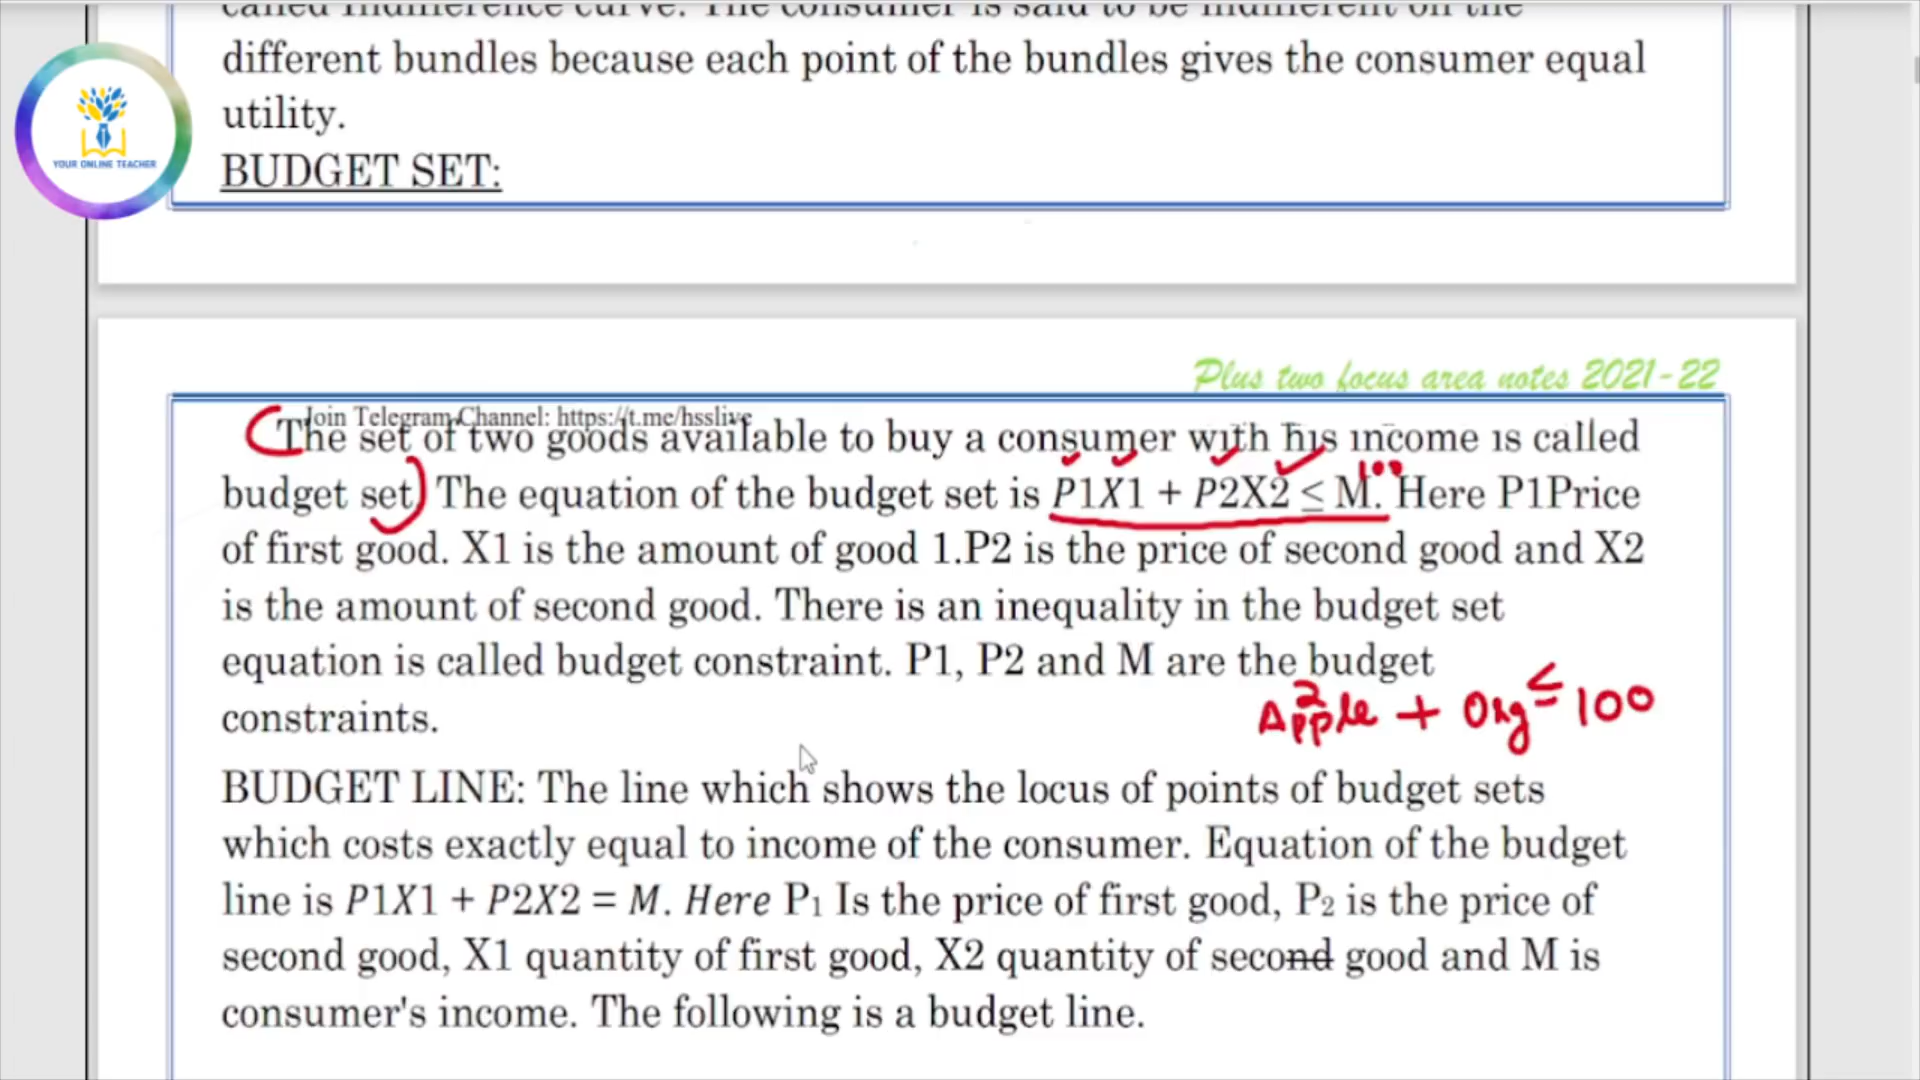 called indifference curve. The consumer is said to be indifferent on the
different bundles because each point of the bundles gives the consumer equal
utility.
YOUR ONLINE TEACHER
BUDGET SET:
Plus two focus area notes 2021-22
Join Telegram Channel: https://t.me/hsslive
The set of two goods available to buy a consumer with his income is called
100
budget set. The equation of the budget set is P1X1 + P2X2 ≤ M. Here P1Price
of first good. X1 is the amount of good 1.P2 is the price of second good and X2
is the amount of second good. There is an inequality in the budget set
equation is called budget constraint. P1, P2 and M are the budget
constraints.
2
Apple + Org ≤ 100
BUDGET LINE: The line which shows the locus of points of budget sets
which costs exactly equal to income of the consumer. Equation of the budget
line is P1X1 + P2X2 = M. Here P₁ Is the price of first good, P₂ is the price of
second good, X1 quantity of first good, X2 quantity of second good and M is
consumer's income. The following is a budget line.